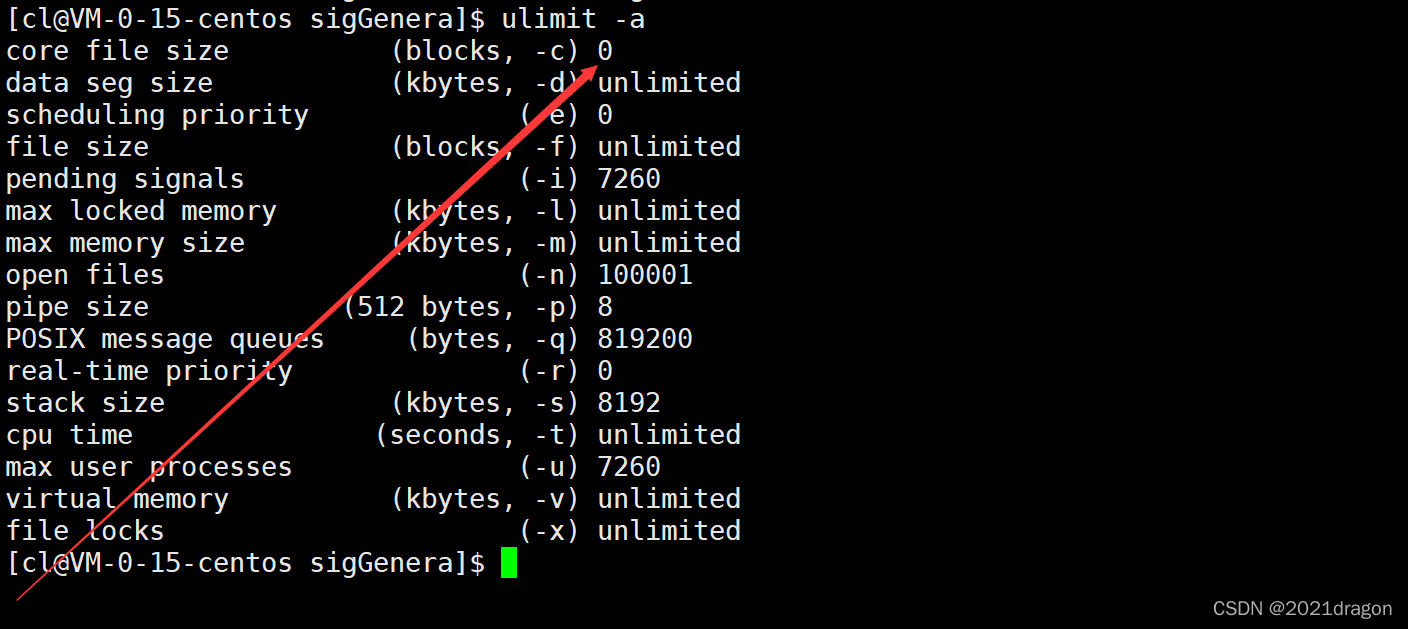 [cl@VM-0-15-centos sigGenera]$ ulimit -a
core file size          (blocks, -c) 0
data seg size           (kbytes, -d) unlimited
scheduling priority             (-e) 0
file size               (blocks, -f) unlimited
pending signals                 (-i) 7260
max locked memory       (kbytes, -l) unlimited
max memory size         (kbytes, -m) unlimited
open files                      (-n) 100001
pipe size            (512 bytes, -p) 8
POSIX message queues     (bytes, -q) 819200
real-time priority              (-r) 0
stack size              (kbytes, -s) 8192
cpu time               (seconds, -t) unlimited
max user processes              (-u) 7260
virtual memory          (kbytes, -v) unlimited
file locks                      (-x) unlimited
[cl@VM-0-15-centos sigGenera]$
CSDN @2021dragon